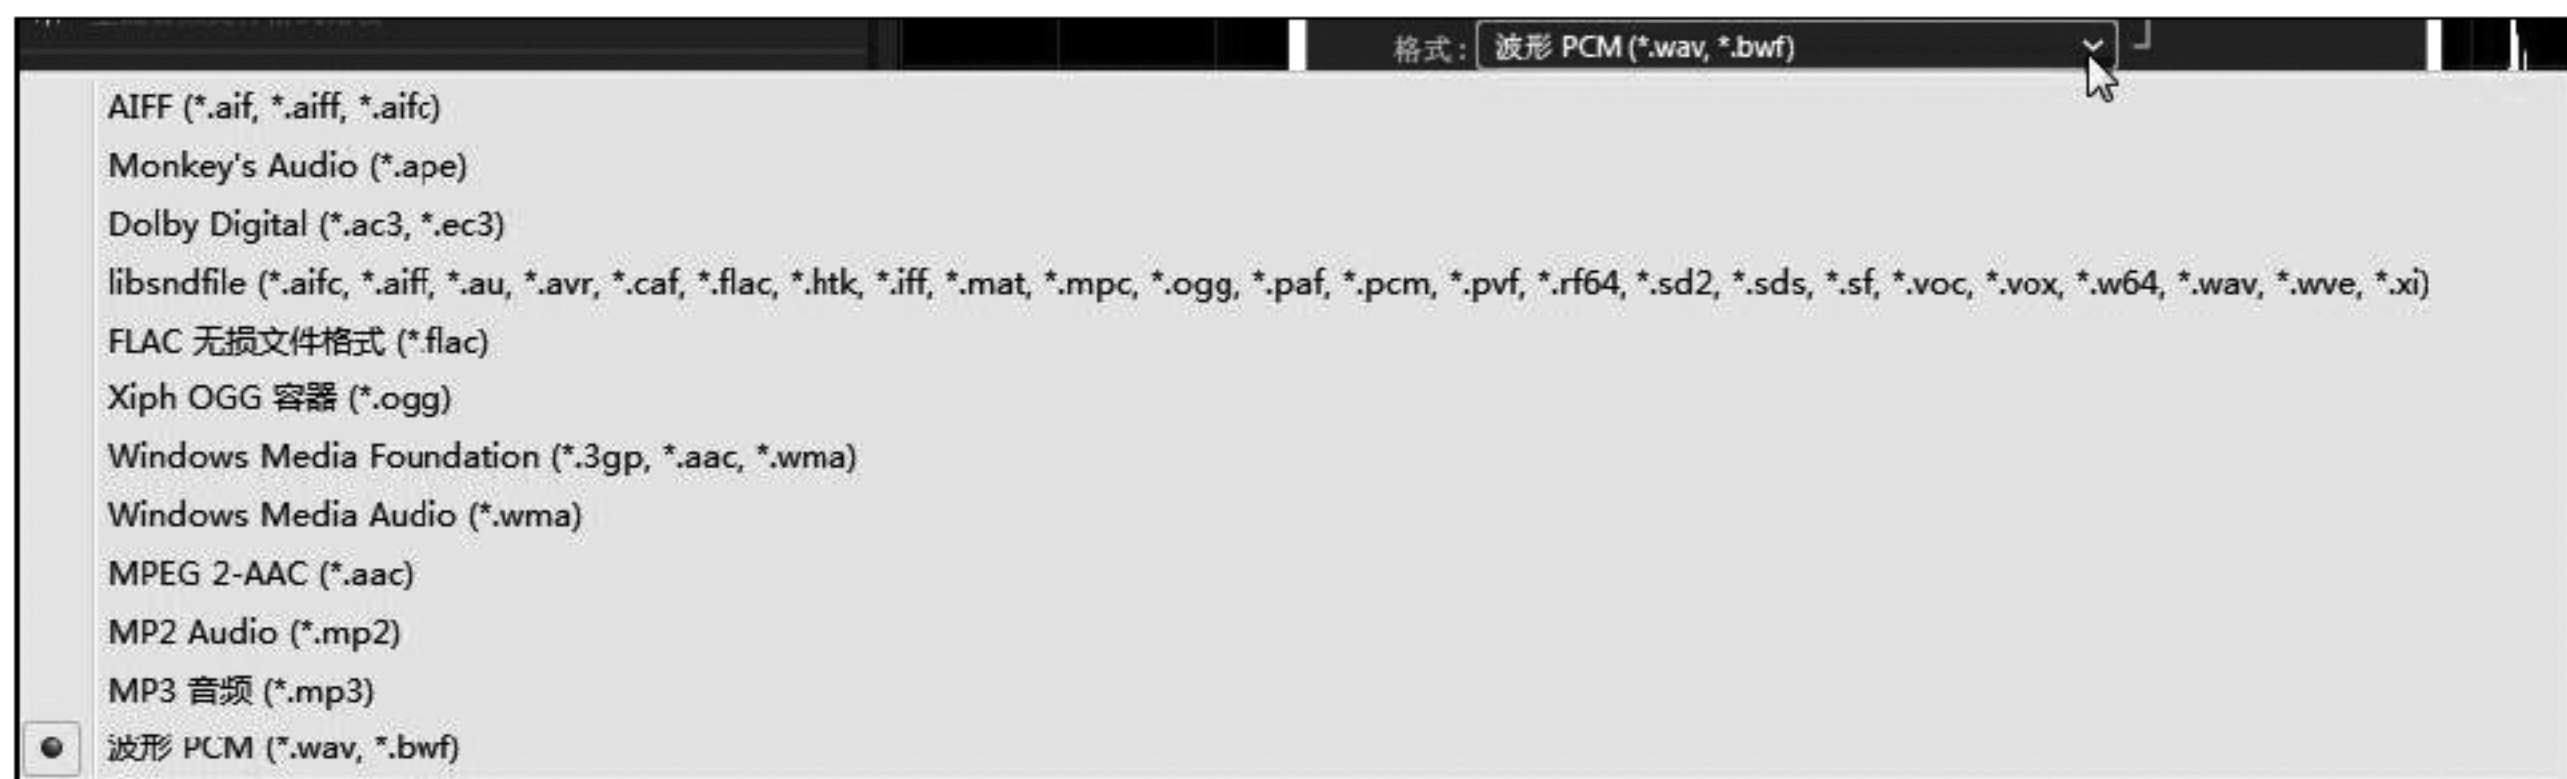 格式: 波形 PCM (*.wav, *.bwf)
AIFF (*.aif, *.aiff, *.aifc)
Monkey's Audio (*.ape)
Dolby Digital (*.ac3, *.ec3)
libsndfile (*.aifc, *.aiff, *.au, *.avr, *.caf, *.flac, *.htk, *.iff, *.mat, *.mpc, *.ogg, *.paf, *.pcm, *.pvf, *.rf64, *.sd2, *.sds, *.sf, *.voc, *.vox, *.w64, *.wav, *.wve, *.xi)
FLAC 无损文件格式 (*.flac)
Xiph OGG 容器 (*.ogg)
Windows Media Foundation (*.3gp, *.aac, *.wma)
Windows Media Audio (*.wma)
MPEG 2-AAC (*.aac)
MP2 Audio (*.mp2)
MP3 音频 (*.mp3)
波形 PCM (*.wav, *.bwf)